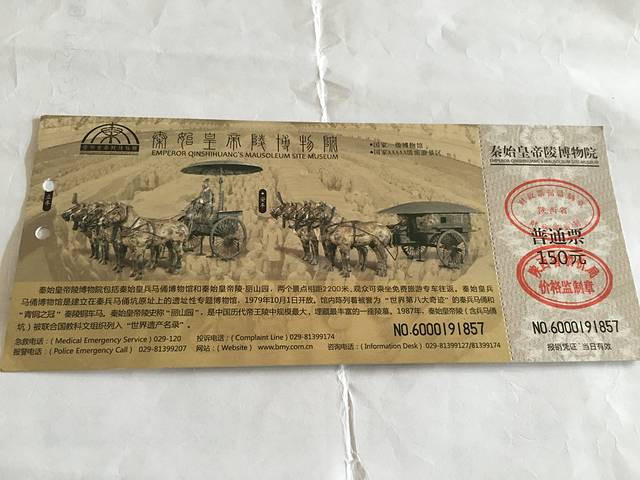 秦始皇帝陵博物院
EMPEROR QINSHIHUANG'S MAUSOLEUM SITE MUSEUM
•国家一级博物馆
•国家AAAAA级旅游景区
秦始皇帝陵博物院包括秦始皇兵马俑博物馆和秦始皇帝陵·丽山园，两个景点相距2200米，观众可乘坐免费旅游专车往返。秦始皇兵
马俑博物馆是建立在秦兵马俑坑原址上的遗址性专题博物馆，1979年10月1日开放。馆内陈列着被誉为“世界第八大奇迹”的秦兵马俑和
“青铜之冠”秦陵铜车马。秦始皇帝陵史称“丽山园”，是中国历代帝王陵中规模最大，埋藏最丰富的一座陵墓。1987年，秦始皇帝陵（含兵马俑
坑）被联合国教科文组织列入“世界遗产名录”。
NO.6000191857
急救电话：( Medical Emergency Service ) 029-120
投诉电话：( Complaint Line ) 029-81399174
报警电话：( Police Emergency Call ) 029-81399207
网站：( Website ) www.bmy.com.cn
咨询电话：( Information Desk ) 029-81399127/81399174
秦始皇帝陵博物院
EMPEROR QINSHIHUANG'S MAUSOLEUM SITE MUSEUM
陕西省
普通票
150元
价格监制章
NO.6000191857
报销凭证 当日有效